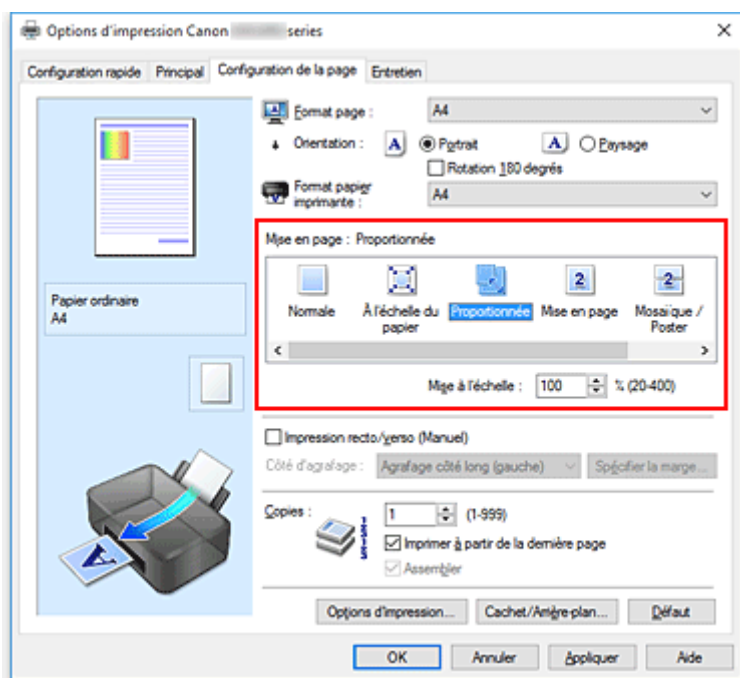 Options d'impression Canon series
Configuration rapide Principal Configuration de la page Entretien
Format page : A4
Orientation : A Portrait A Paysage
Rotation 180 degrés
Format papier
imprimante : A4
Mise en page : Proportionnée
2 2
Normale À l'échelle du Proportionnée Mise en page Mosaïque /
papier Poster
Papier ordinaire
A4
Mise à l'échelle : 100 % (20-400)
Impression recto/verso (Manuel)
Côté d'agrafage : Agrafage côté long (gauche) Spécifier la marge...
Copies : 1 (1-999)
Imprimer à partir de la dernière page
Assembler
A
Options d'impression... Cachet/Arrière-plan... Défaut
OK Annuler Appliquer Aide